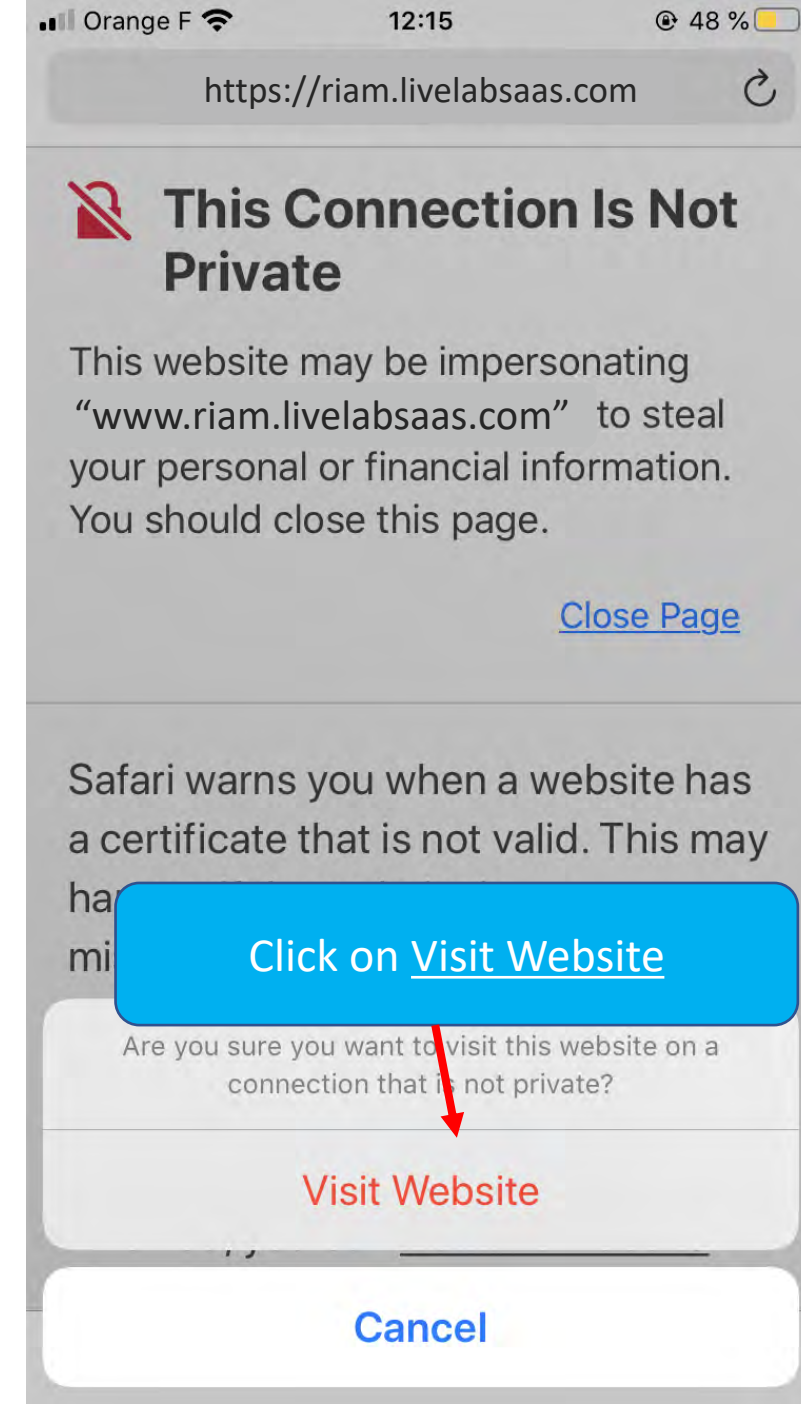 Orange F 12:15 48 %
https://riam.livelabsaas.com
This Connection Is Not
Private
This website may be impersonating
“www.riam.livelabsaas.com” to steal
your personal or financial information.
You should close this page.
Close Page
Safari warns you when a website has
a certificate that is not valid. This may
Click on Visit Website
Are you sure you want to visit this website on a
connection that is not private?
Visit Website
Cancel